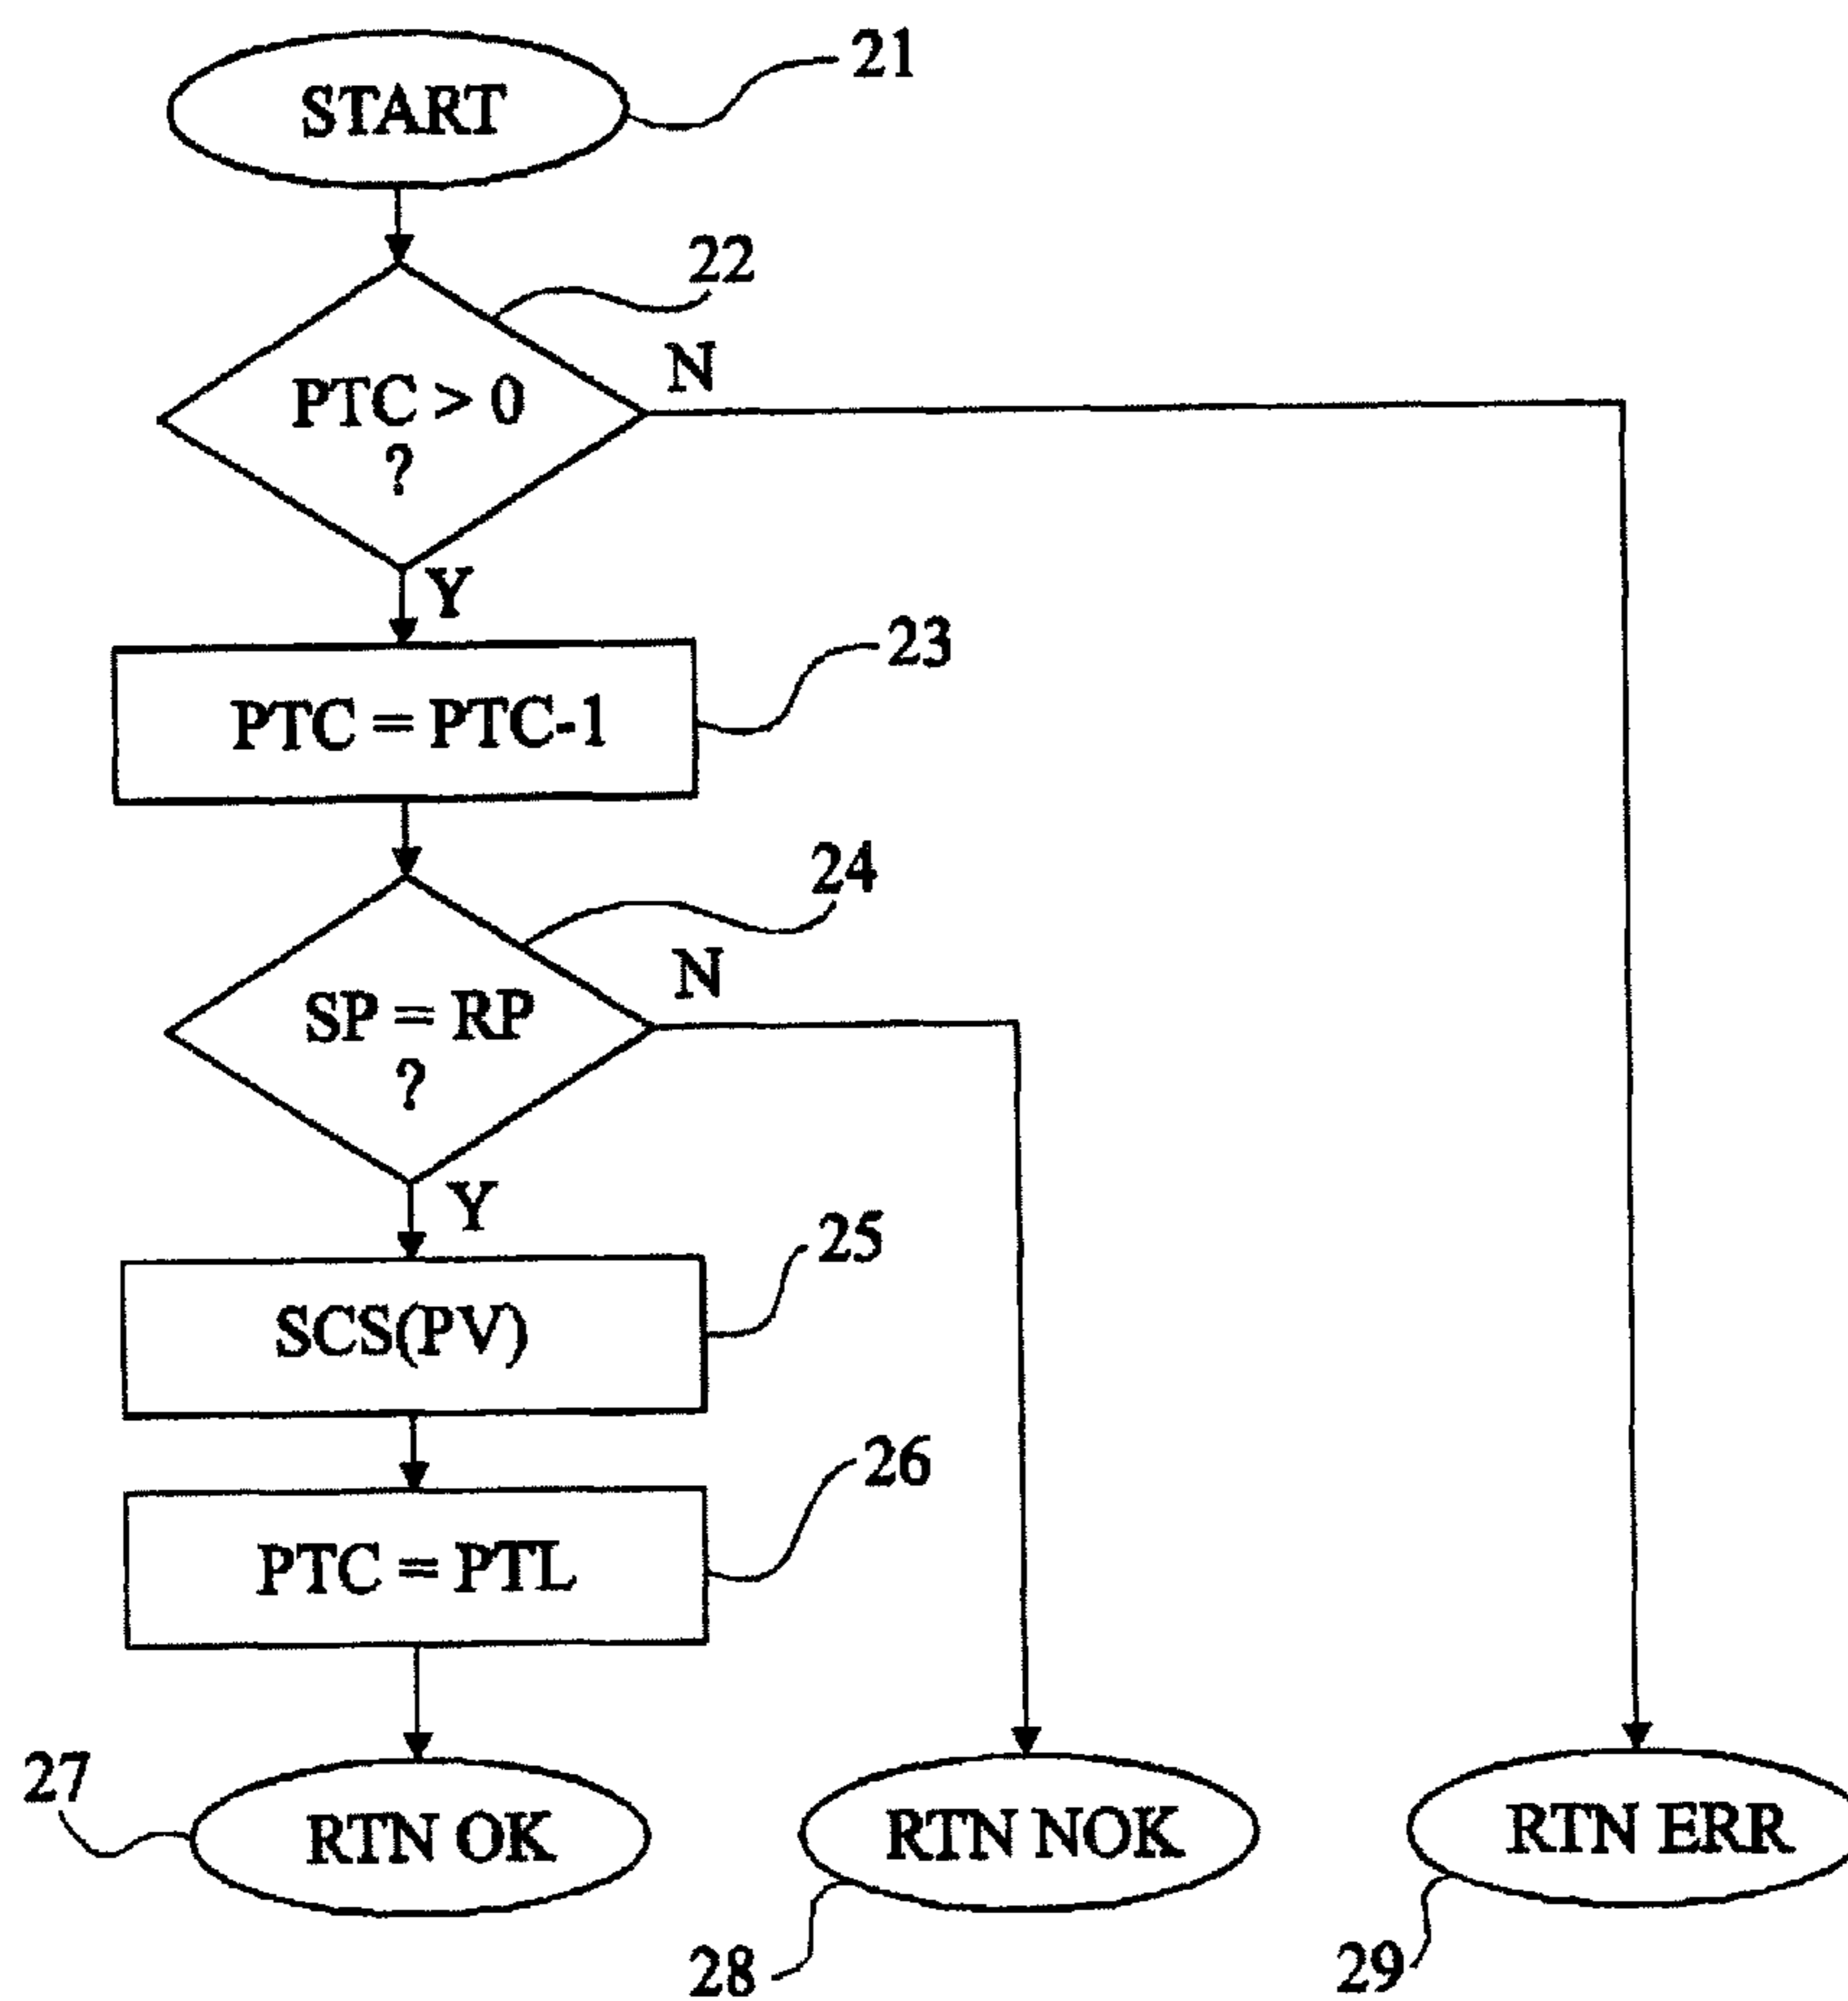 START
21
22
PTC > 0
?
N
Y
PTC = PTC-1
23
24
SP = RP
?
N
Y
SCS(PV)
25
PTC = PTL
26
27
RTN OK
RTN NOK
28
RTN ERR
29